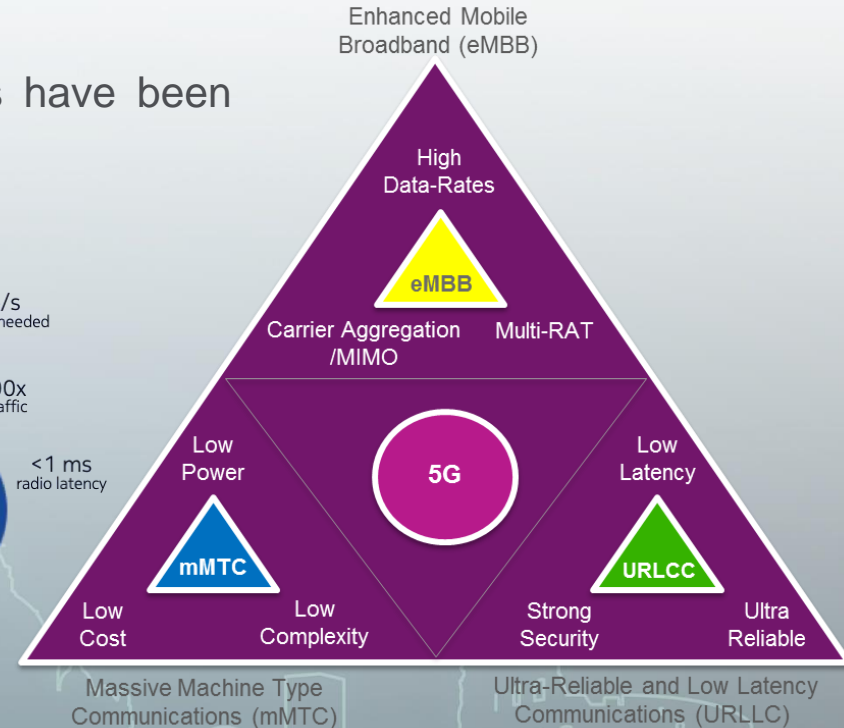 Enhanced Mobile
Broadband (eMBB)
have been
High
Data-Rates
eMBB
/s
needed
Carrier Aggregation
/MIMO
Multi-RAT
0x
affic
<1 ms
radio latency
Low
Power
5G
Low
Latency
mMTC
URLCC
Low
Cost
Low
Complexity
Strong
Security
Ultra
Reliable
Massive Machine Type
Communications (mMTC)
Ultra-Reliable and Low Latency
Communications (URLLC)